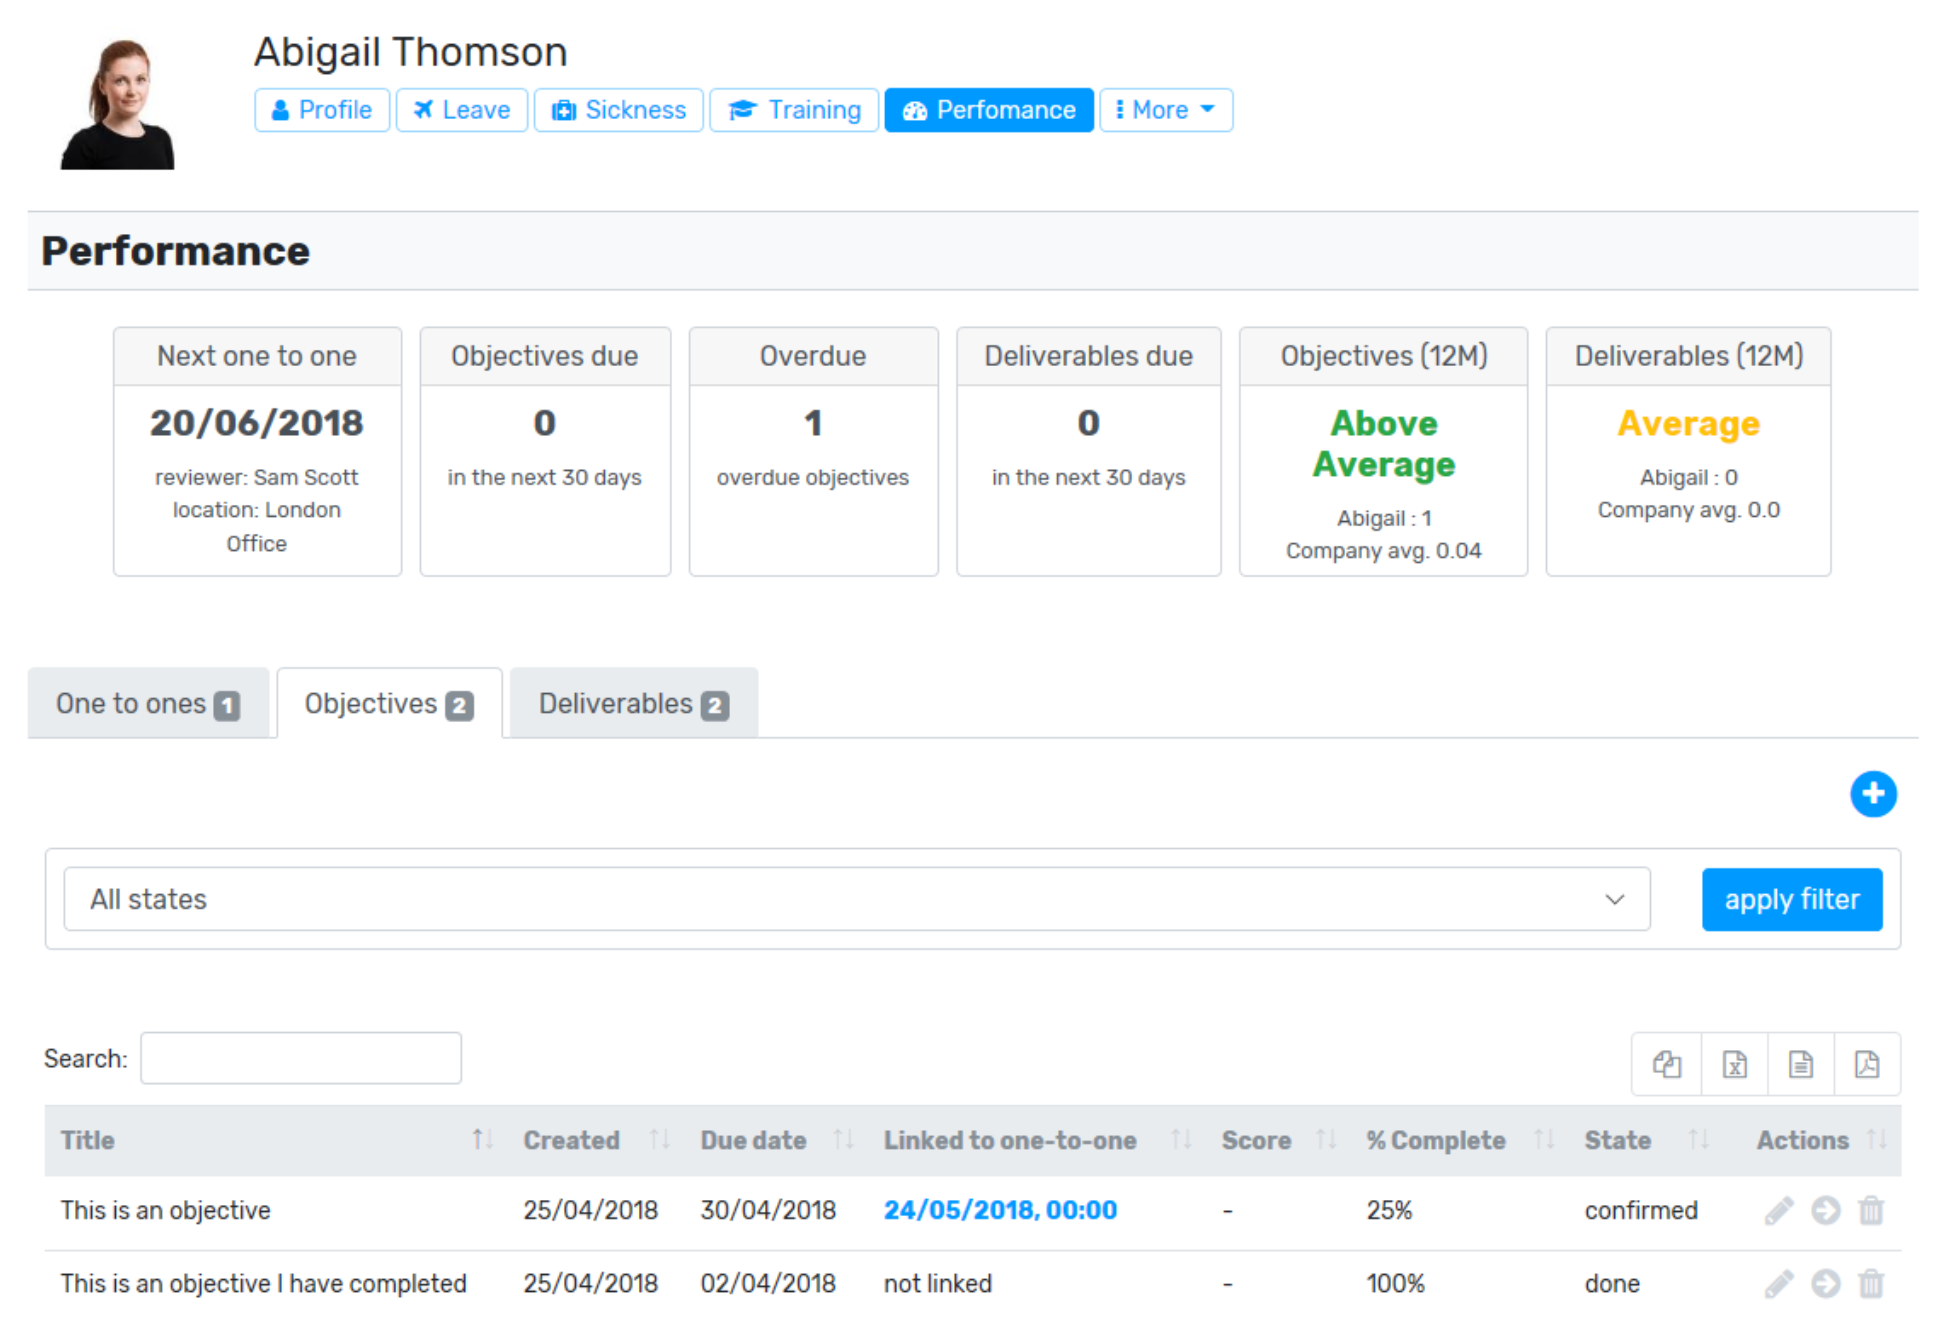 Abigail Thomson
Profile Leave Sickness Training Perfomance More
Performance
Next one to one
20/06/2018
reviewer: Sam Scott
location: London
Office
Objectives due
0
in the next 30 days
Overdue
1
overdue objectives
Deliverables due
0
in the next 30 days
Objectives (12M)
Above
Average
Abigail : 1
Company avg. 0.04
Deliverables (12M)
Average
Abigail : 0
Company avg. 0.0
One to ones 1 Objectives 2 Deliverables 2
All states
apply filter
Search:
Title Created Due date Linked to one-to-one Score % Complete State Actions
This is an objective 25/04/2018 30/04/2018 24/05/2018, 00:00 - 25% confirmed
This is an objective I have completed 25/04/2018 02/04/2018 not linked - 100% done